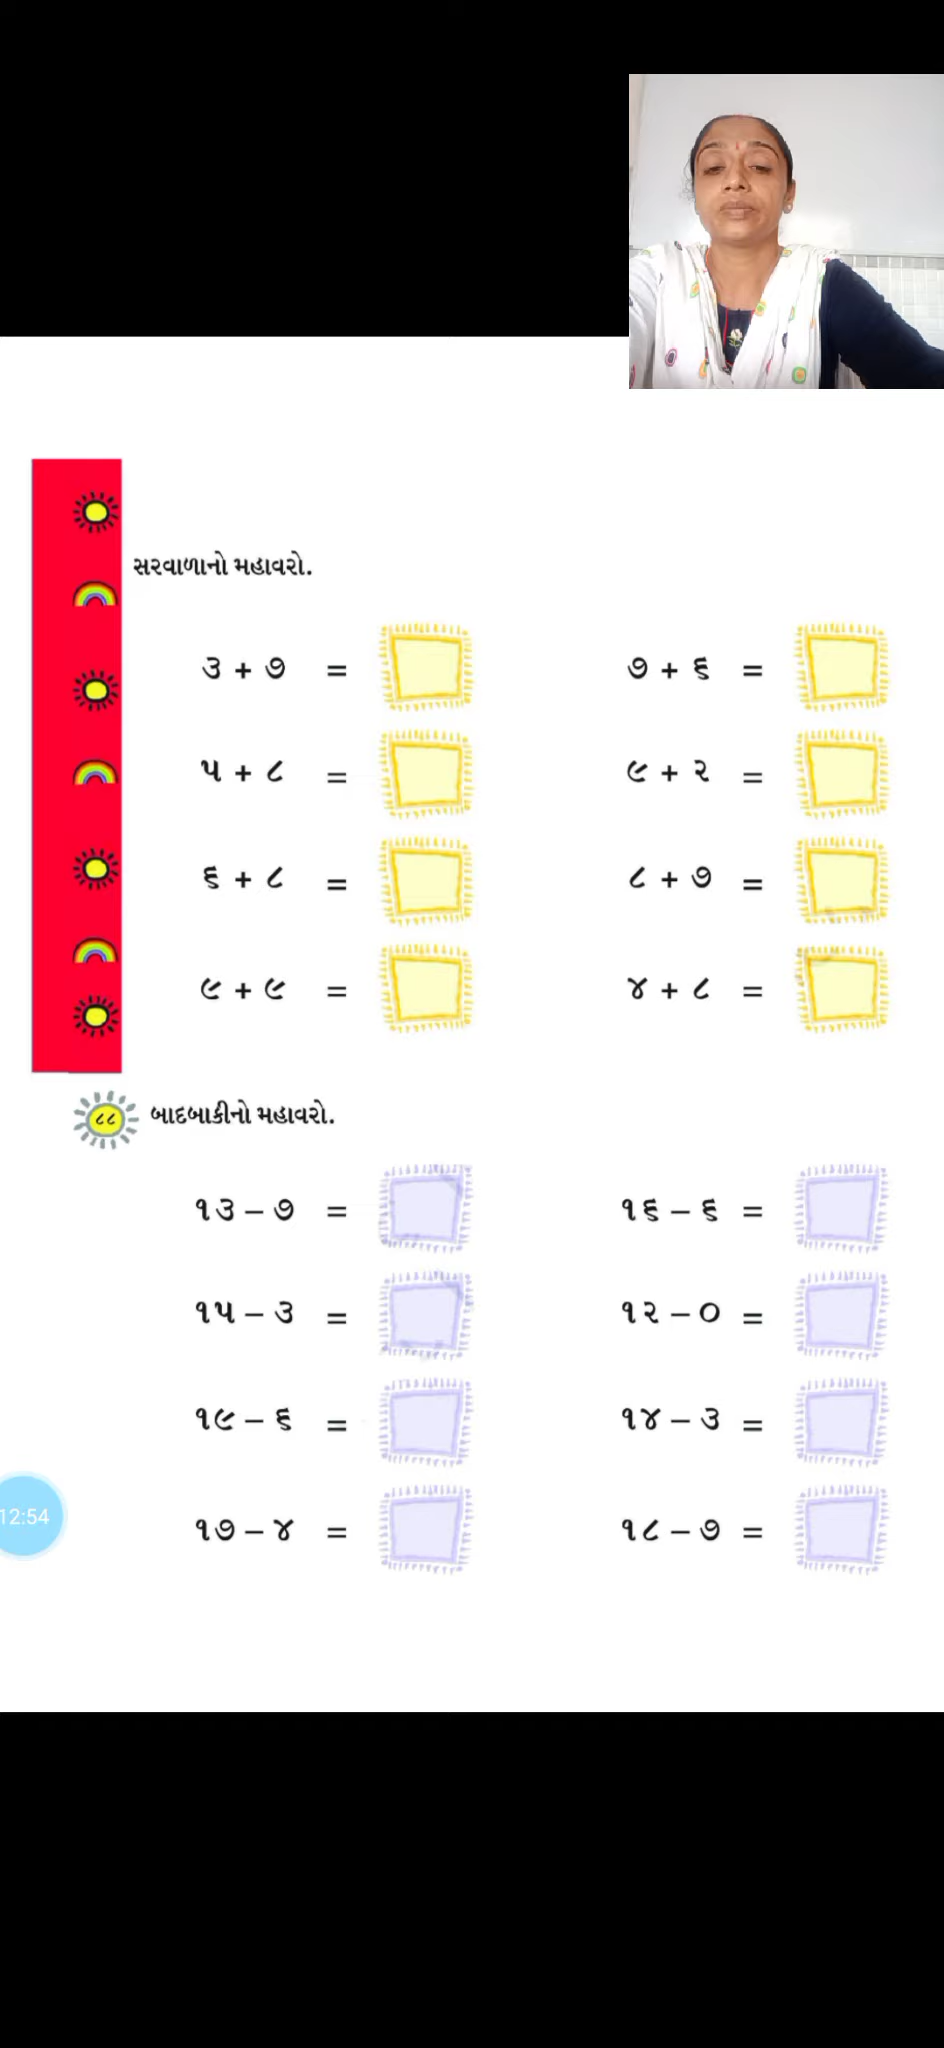 સરવાળાનો મહાવરો.
૩ + ૭ =
૭ + ૬ =
૫ + ૮ =
૯ + ૨ =
૬ + ૮ =
૮ + ૭ =
૯ + ૯ =
૪ + ૮ =
૮૮
બાદબાકીનો મહાવરો.
૧૩ – ૭ =
૧૬ – ૬ =
૧૫ – ૩ =
૧૨ – ૦ =
૧૯ – ૬ =
૧૪ – ૩ =
12:54
૧૭ – ૪ =
૧૮ – ૭ =